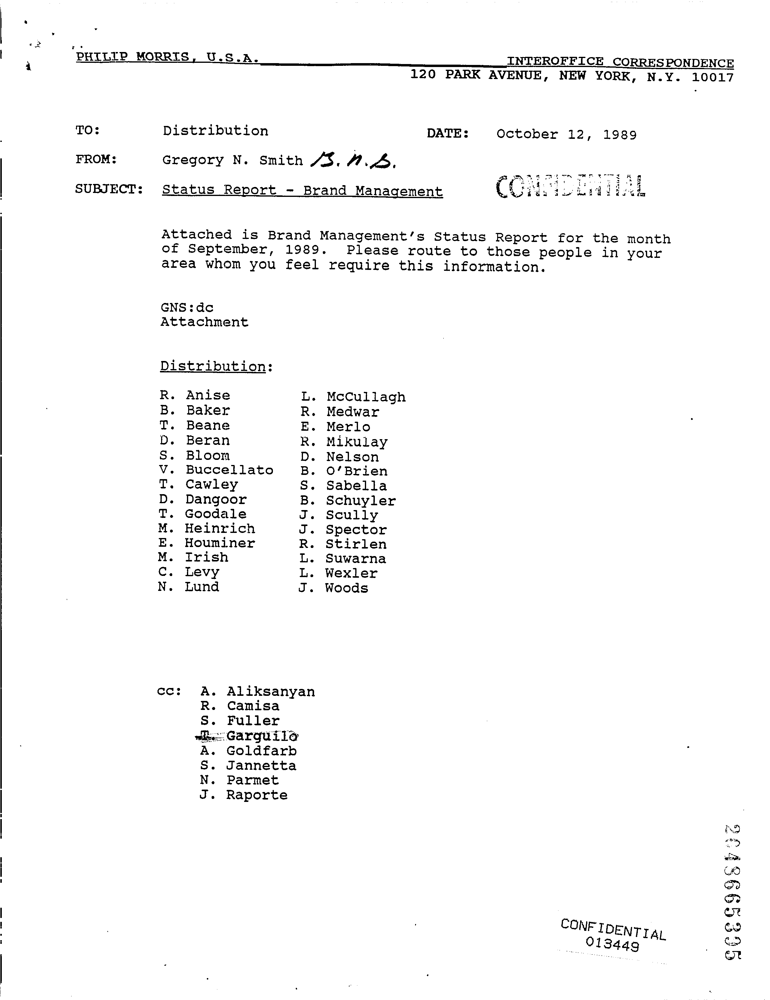 PHILIP MORRIS, U.S.A. INTEROFFICE CORRESPONDENCE
120 PARK AVENUE, NEW YORK, N.Y. 10017
TO: Distribution DATE: October 12, 1989
FROM: Gregory N. Smith G.N.S.
SUBJECT: Status Report - Brand Management CONFIDENTIAL
Attached is Brand Management's Status Report for the month
of September, 1989. Please route to those people in your
area whom you feel require this information.
GNS:dc
Attachment
Distribution:
R. Anise L. McCullagh
B. Baker R. Medwar
T. Beane E. Merlo
D. Beran R. Mikulay
S. Bloom D. Nelson
V. Buccellato B. O'Brien
T. Cawley S. Sabella
D. Dangoor B. Schuyler
T. Goodale J. Scully
M. Heinrich J. Spector
E. Houminer R. Stirlen
M. Irish L. Suwarna
C. Levy L. Wexler
N. Lund J. Woods
cc: A. Aliksanyan
R. Camisa
S. Fuller
Garguilo
A. Goldfarb
S. Jannetta
N. Parmet
J. Raporte
CONFIDENTIAL
013449